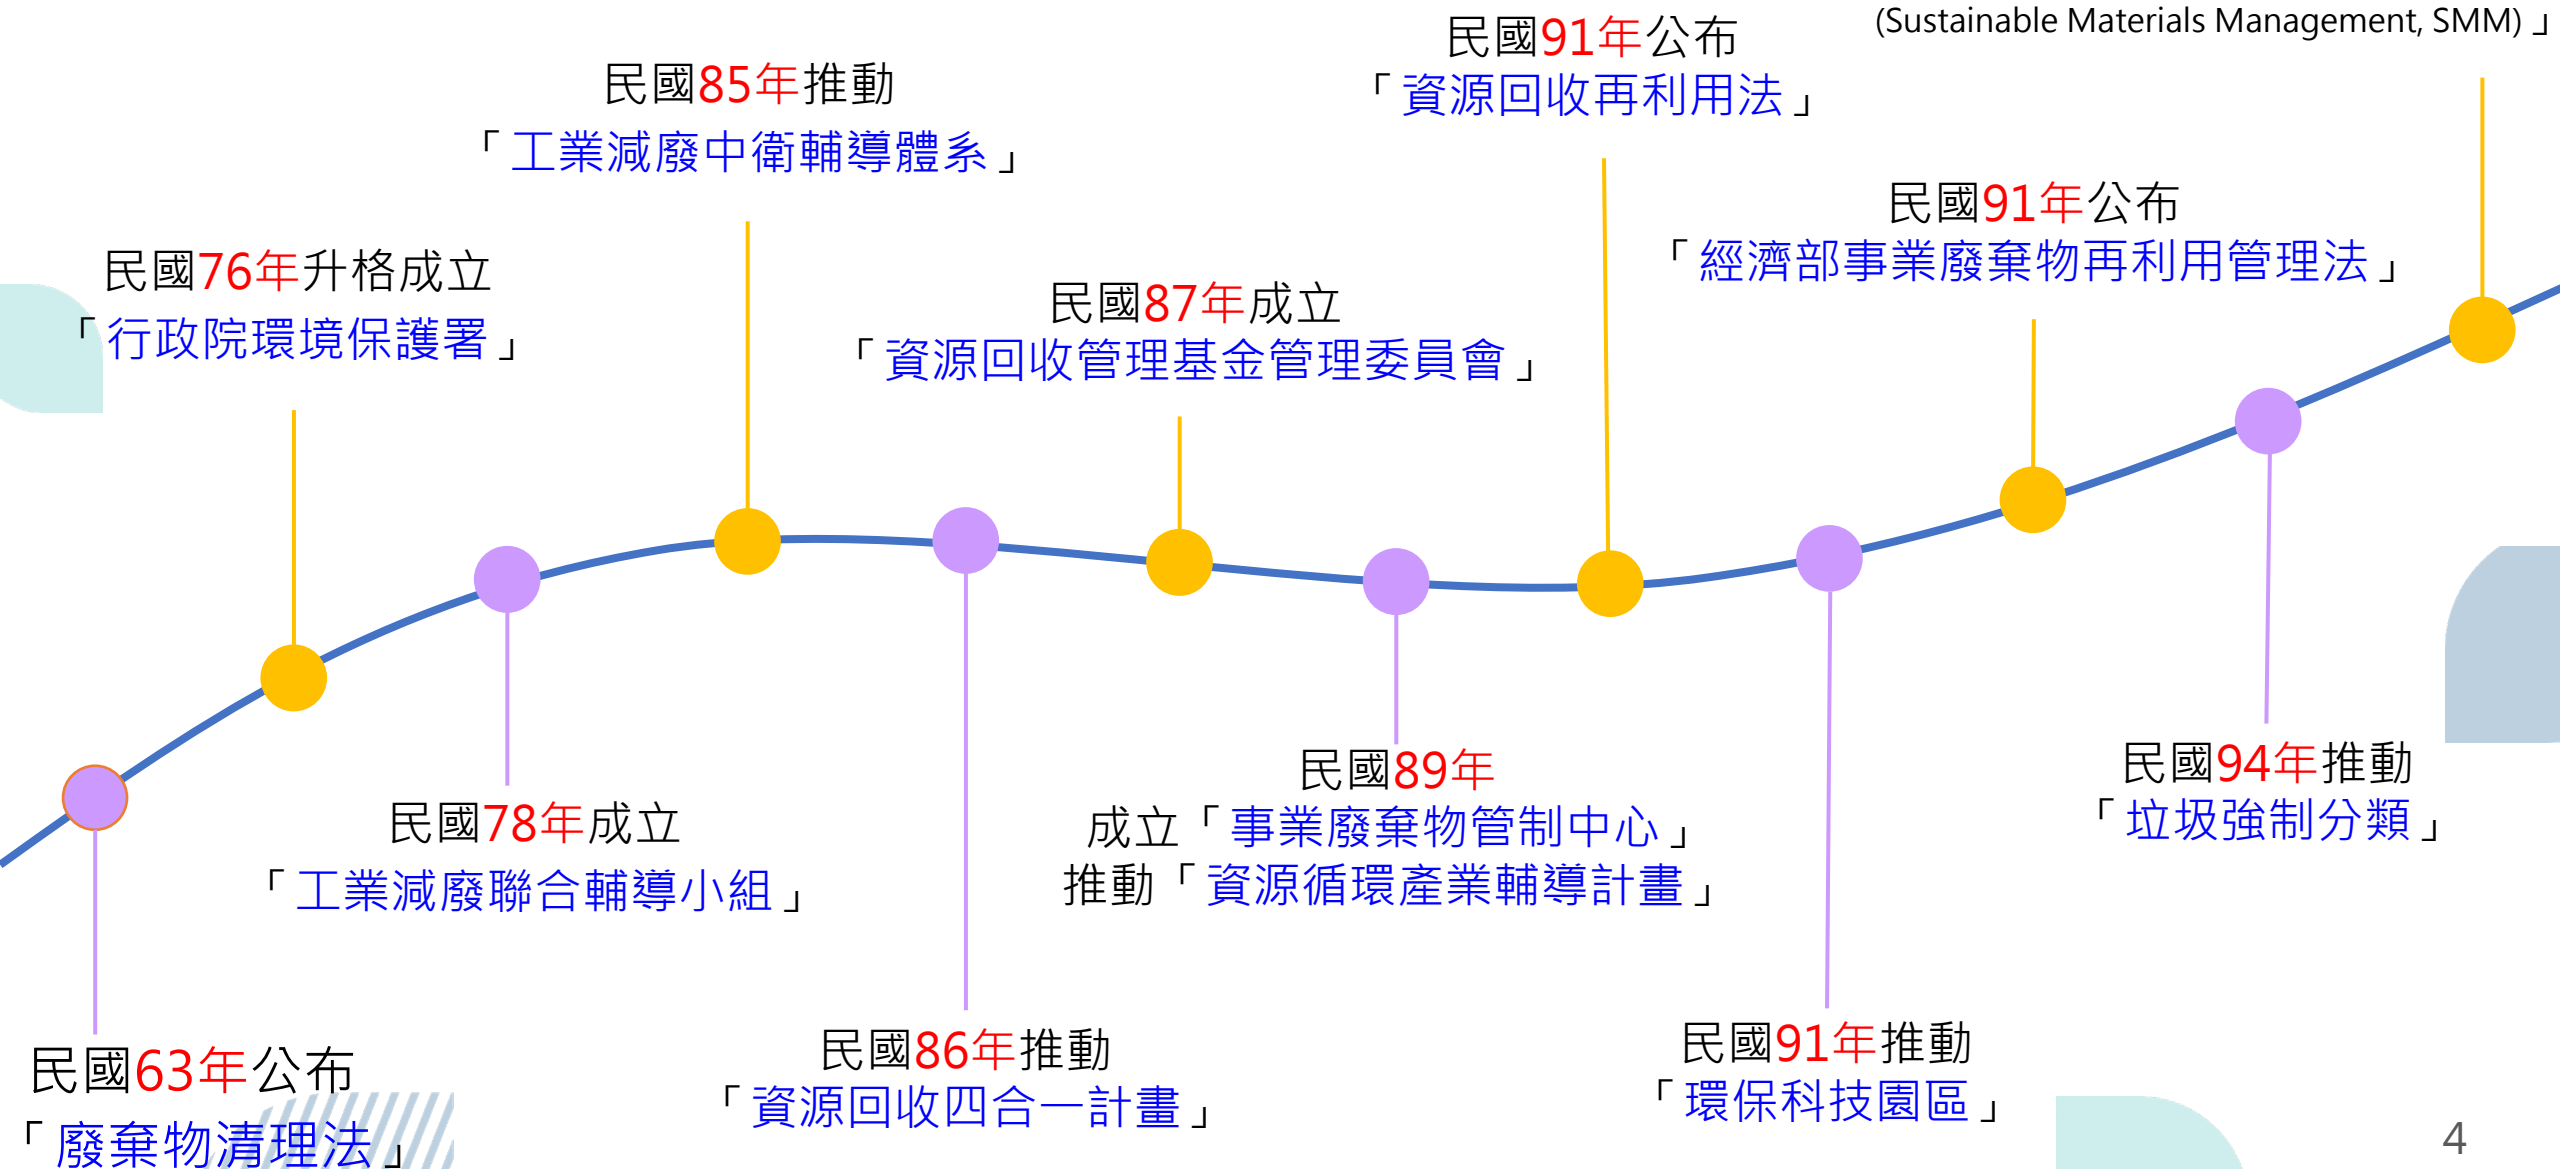 (Sustainable Materials Management, SMM)」
民國91年公布
「資源回收再利用法」
民國85年推動
「工業減廢中衛輔導體系」
民國91年公布
「經濟部事業廢棄物再利用管理法」
民國76年升格成立
「行政院環境保護署」
民國87年成立
「資源回收管理基金管理委員會」
民國89年
成立「事業廢棄物管制中心」
推動「資源循環產業輔導計畫」
民國94年推動
「垃圾強制分類」
民國78年成立
「工業減廢聯合輔導小組」
民國63年公布
「廢棄物清理法」
民國86年推動
「資源回收四合一計畫」
民國91年推動
「環保科技園區」
4